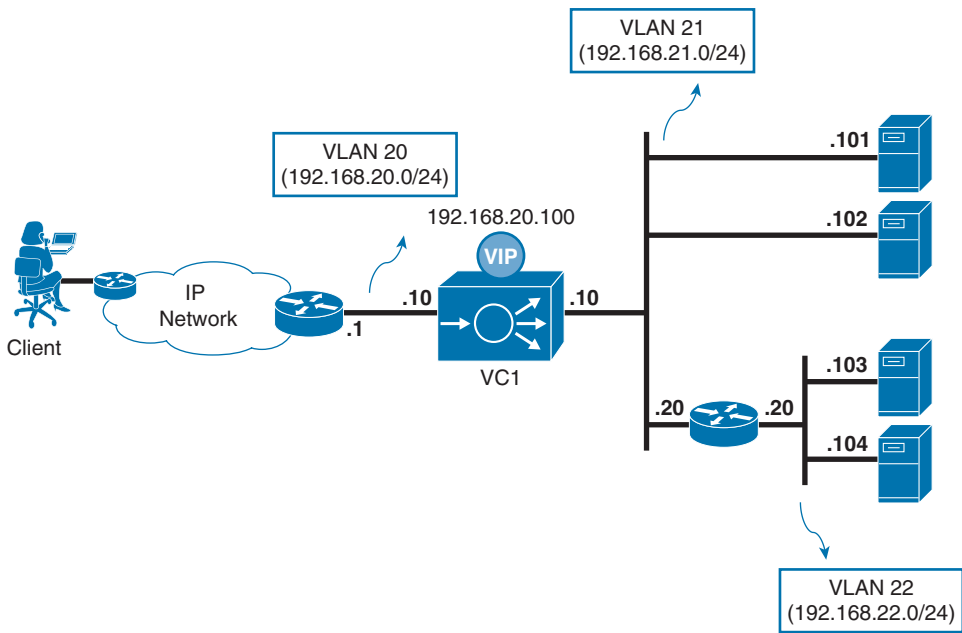 VLAN 21
(192.168.21.0/24)
VLAN 20
(192.168.20.0/24)
192.168.20.100
VIP
.101
.102
IP
Network
.1
.10
.10
Client
VC1
.103
.20
.20
.104
VLAN 22
(192.168.22.0/24)